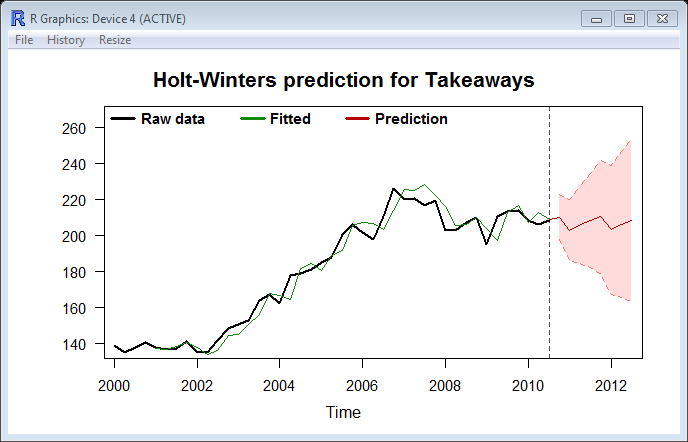 R Graphics: Device 4 (ACTIVE)
File History Resize
Holt-Winters prediction for Takeaways
Raw data Fitted Prediction
260
240
220
200
180
160
140
2000 2002 2004 2006 2008 2010 2012
Time